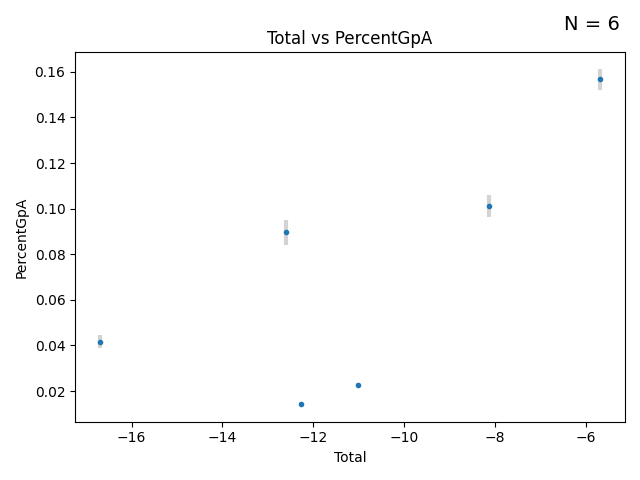 N = 6
Total vs PercentGpA
0.16
0.14
0.12
0.10
0.08
0.06
0.04
0.02
PercentGpA
−16 −14 −12 −10 −8 −6
Total